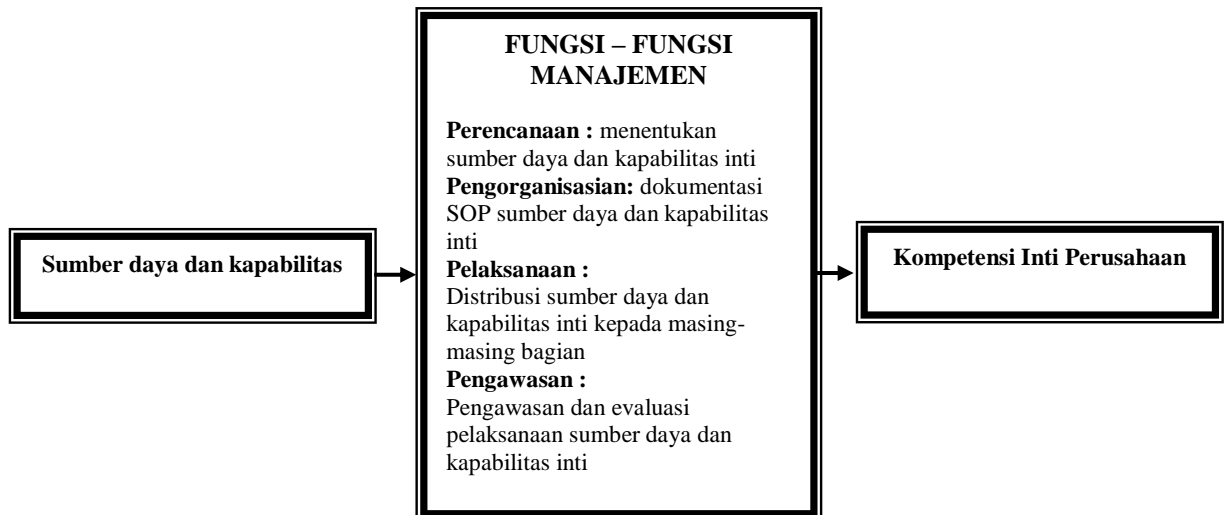 Sumber daya dan kapabilitas
FUNGSI – FUNGSI
MANAJEMEN
Perencanaan : menentukan
sumber daya dan kapabilitas inti
Pengorganisasian: dokumentasi
SOP sumber daya dan kapabilitas
inti
Pelaksanaan :
Distribusi sumber daya dan
kapabilitas inti kepada masing-
masing bagian
Pengawasan :
Pengawasan dan evaluasi
pelaksanaan sumber daya dan
kapabilitas inti
Kompetensi Inti Perusahaan